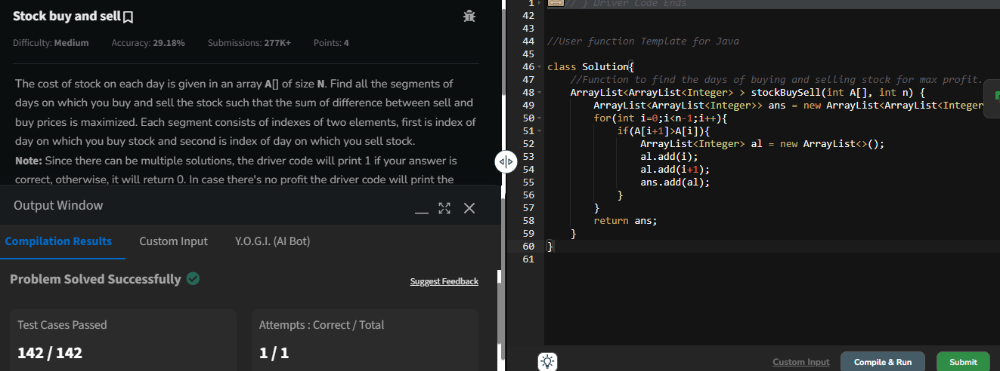 Stock buy and sell
Difficulty: Medium Accuracy: 29.18% Submissions: 277K+ Points: 4
The cost of stock on each day is given in an array A[] of size N. Find all the segments of
days on which you buy and sell the stock such that the sum of difference between sell and
buy prices is maximized. Each segment consists of indexes of two elements, first is index of
day on which you buy stock and second is index of day on which you sell stock.
Note: Since there can be multiple solutions, the driver code will print 1 if your answer is
correct, otherwise, it will return 0. In case there's no profit the driver code will print the
Output Window
Compilation Results Custom Input Y.O.G.I. (AI Bot)
Problem Solved Successfully
Suggest Feedback
Test Cases Passed
142 / 142
Attempts : Correct / Total
1 / 1
1 // } Driver Code Ends
42
43
44 //User function Template for Java
45
46 class Solution{
47 //Function to find the days of buying and selling stock for max profit.
48 ArrayList<ArrayList<Integer> > stockBuySell(int A[], int n) {
49 ArrayList<ArrayList<Integer>> ans = new ArrayList<ArrayList<Integer
50 for(int i=0;i<n-1;i++){
51 if(A[i+1]>A[i]){
52 ArrayList<Integer> al = new ArrayList<>();
53 al.add(i);
54 al.add(i+1);
55 ans.add(al);
56 }
57 }
58 return ans;
59 }
60 }
61
Custom Input Compile & Run Submit